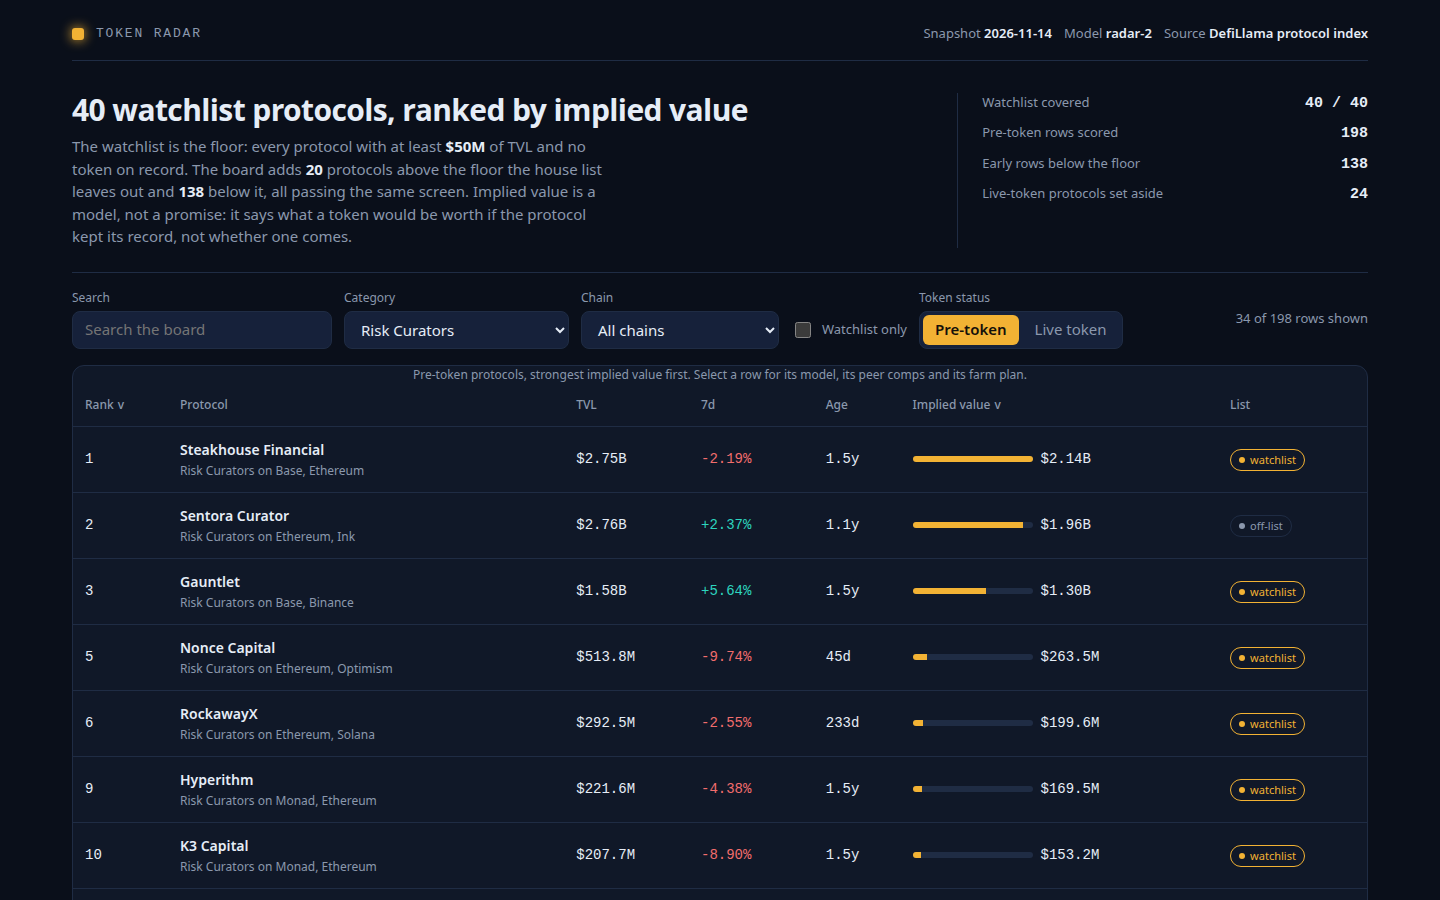 TOKEN RADAR
Snapshot 2026-11-14 Model radar-2 Source DefiLlama protocol index
40 watchlist protocols, ranked by implied value
The watchlist is the floor: every protocol with at least $50M of TVL and no
token on record. The board adds 20 protocols above the floor the house list
leaves out and 138 below it, all passing the same screen. Implied value is a
model, not a promise: it says what a token would be worth if the protocol
kept its record, not whether one comes.
Watchlist covered 40 / 40
Pre-token rows scored 198
Early rows below the floor 138
Live-token protocols set aside 24
Search Category Chain Token status
Search the board Risk Curators All chains Watchlist only Pre-token Live token
34 of 198 rows shown
Pre-token protocols, strongest implied value first. Select a row for its model, its peer comps and its farm plan.
Rank v Protocol TVL 7d Age Implied value v List
1 Steakhouse Financial $2.75B -2.19% 1.5y $2.14B watchlist
Risk Curators on Base, Ethereum
2 Sentora Curator $2.76B +2.37% 1.1y $1.96B off-list
Risk Curators on Ethereum, Ink
3 Gauntlet $1.58B +5.64% 1.5y $1.30B watchlist
Risk Curators on Base, Binance
5 Nonce Capital $513.8M -9.74% 45d $263.5M watchlist
Risk Curators on Ethereum, Optimism
6 RockawayX $292.5M -2.55% 233d $199.6M watchlist
Risk Curators on Ethereum, Solana
9 Hyperithm $221.6M -4.38% 1.5y $169.5M watchlist
Risk Curators on Monad, Ethereum
10 K3 Capital $207.7M -8.90% 1.5y $153.2M watchlist
Risk Curators on Monad, Ethereum